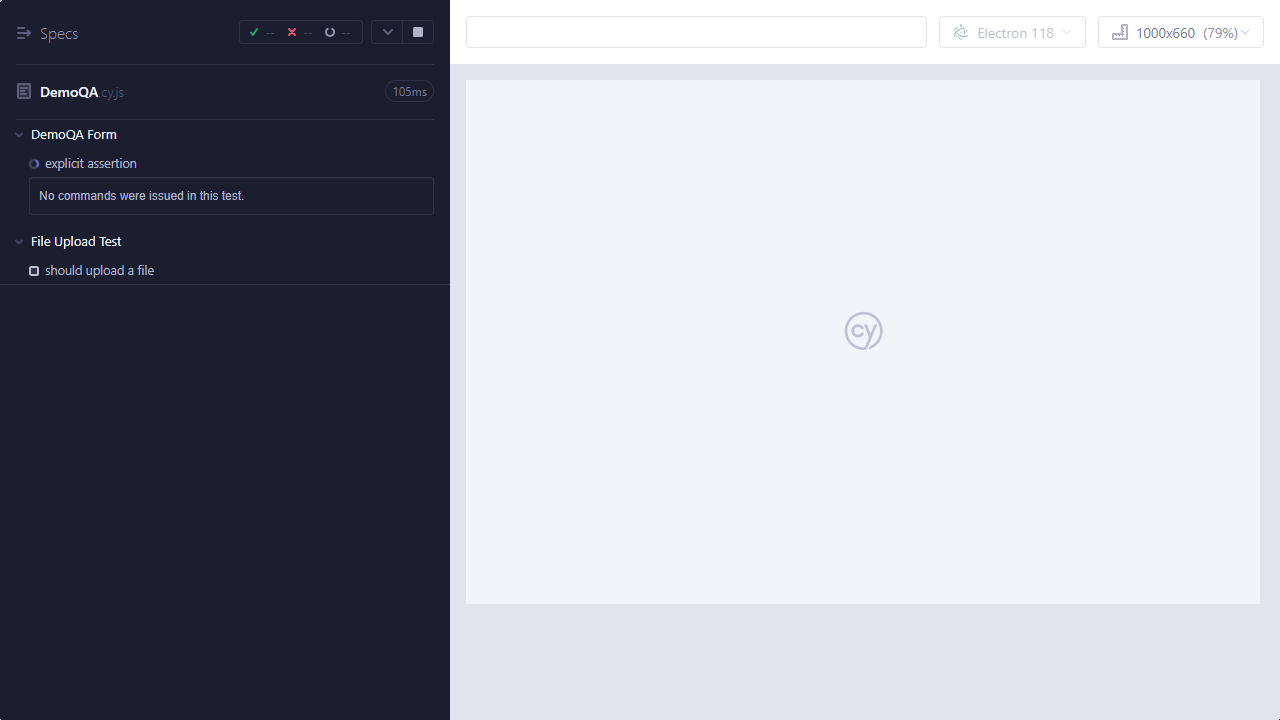 Specs
-- -- --
Electron 118
1000x660 (79%)
DemoQA.cy.js
105ms
DemoQA Form
explicit assertion
No commands were issued in this test.
File Upload Test
should upload a file
cy